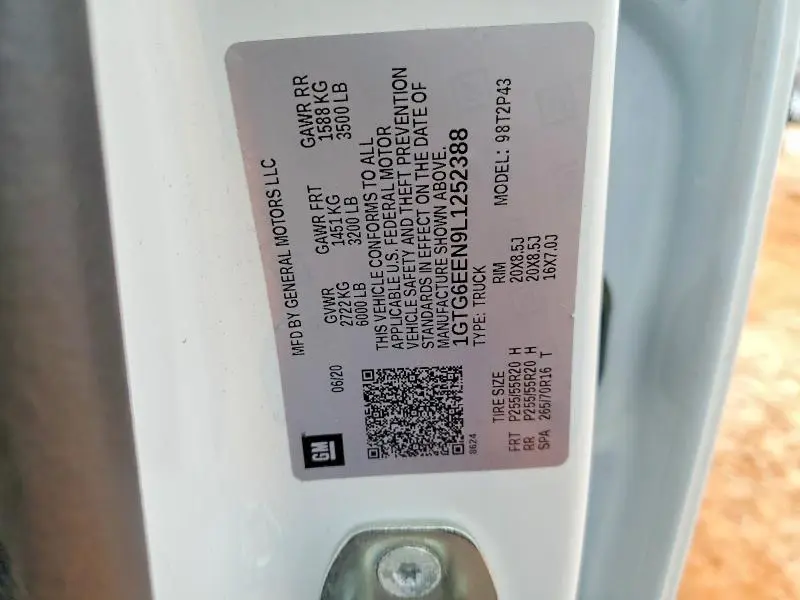 GM
MFD BY GENERAL MOTORS LLC
06/20
GVWR GAWR FRT GAWR RR
2722 KG 1451 KG 1588 KG
6000 LB 3200 LB 3500 LB
THIS VEHICLE CONFORMS TO ALL
APPLICABLE U.S. FEDERAL MOTOR
VEHICLE SAFETY AND THEFT PREVENTION
STANDARDS IN EFFECT ON THE DATE OF
MANUFACTURE SHOWN ABOVE.
1GTG6EEN9L1252388
8624
TYPE: TRUCK MODEL: 98T2P43
TIRE SIZE RIM
FRT P255/55R20 H 20X8.5J
RR P255/55R20 H 20X8.5J
SPA 265/70R16 T 16X7.0J